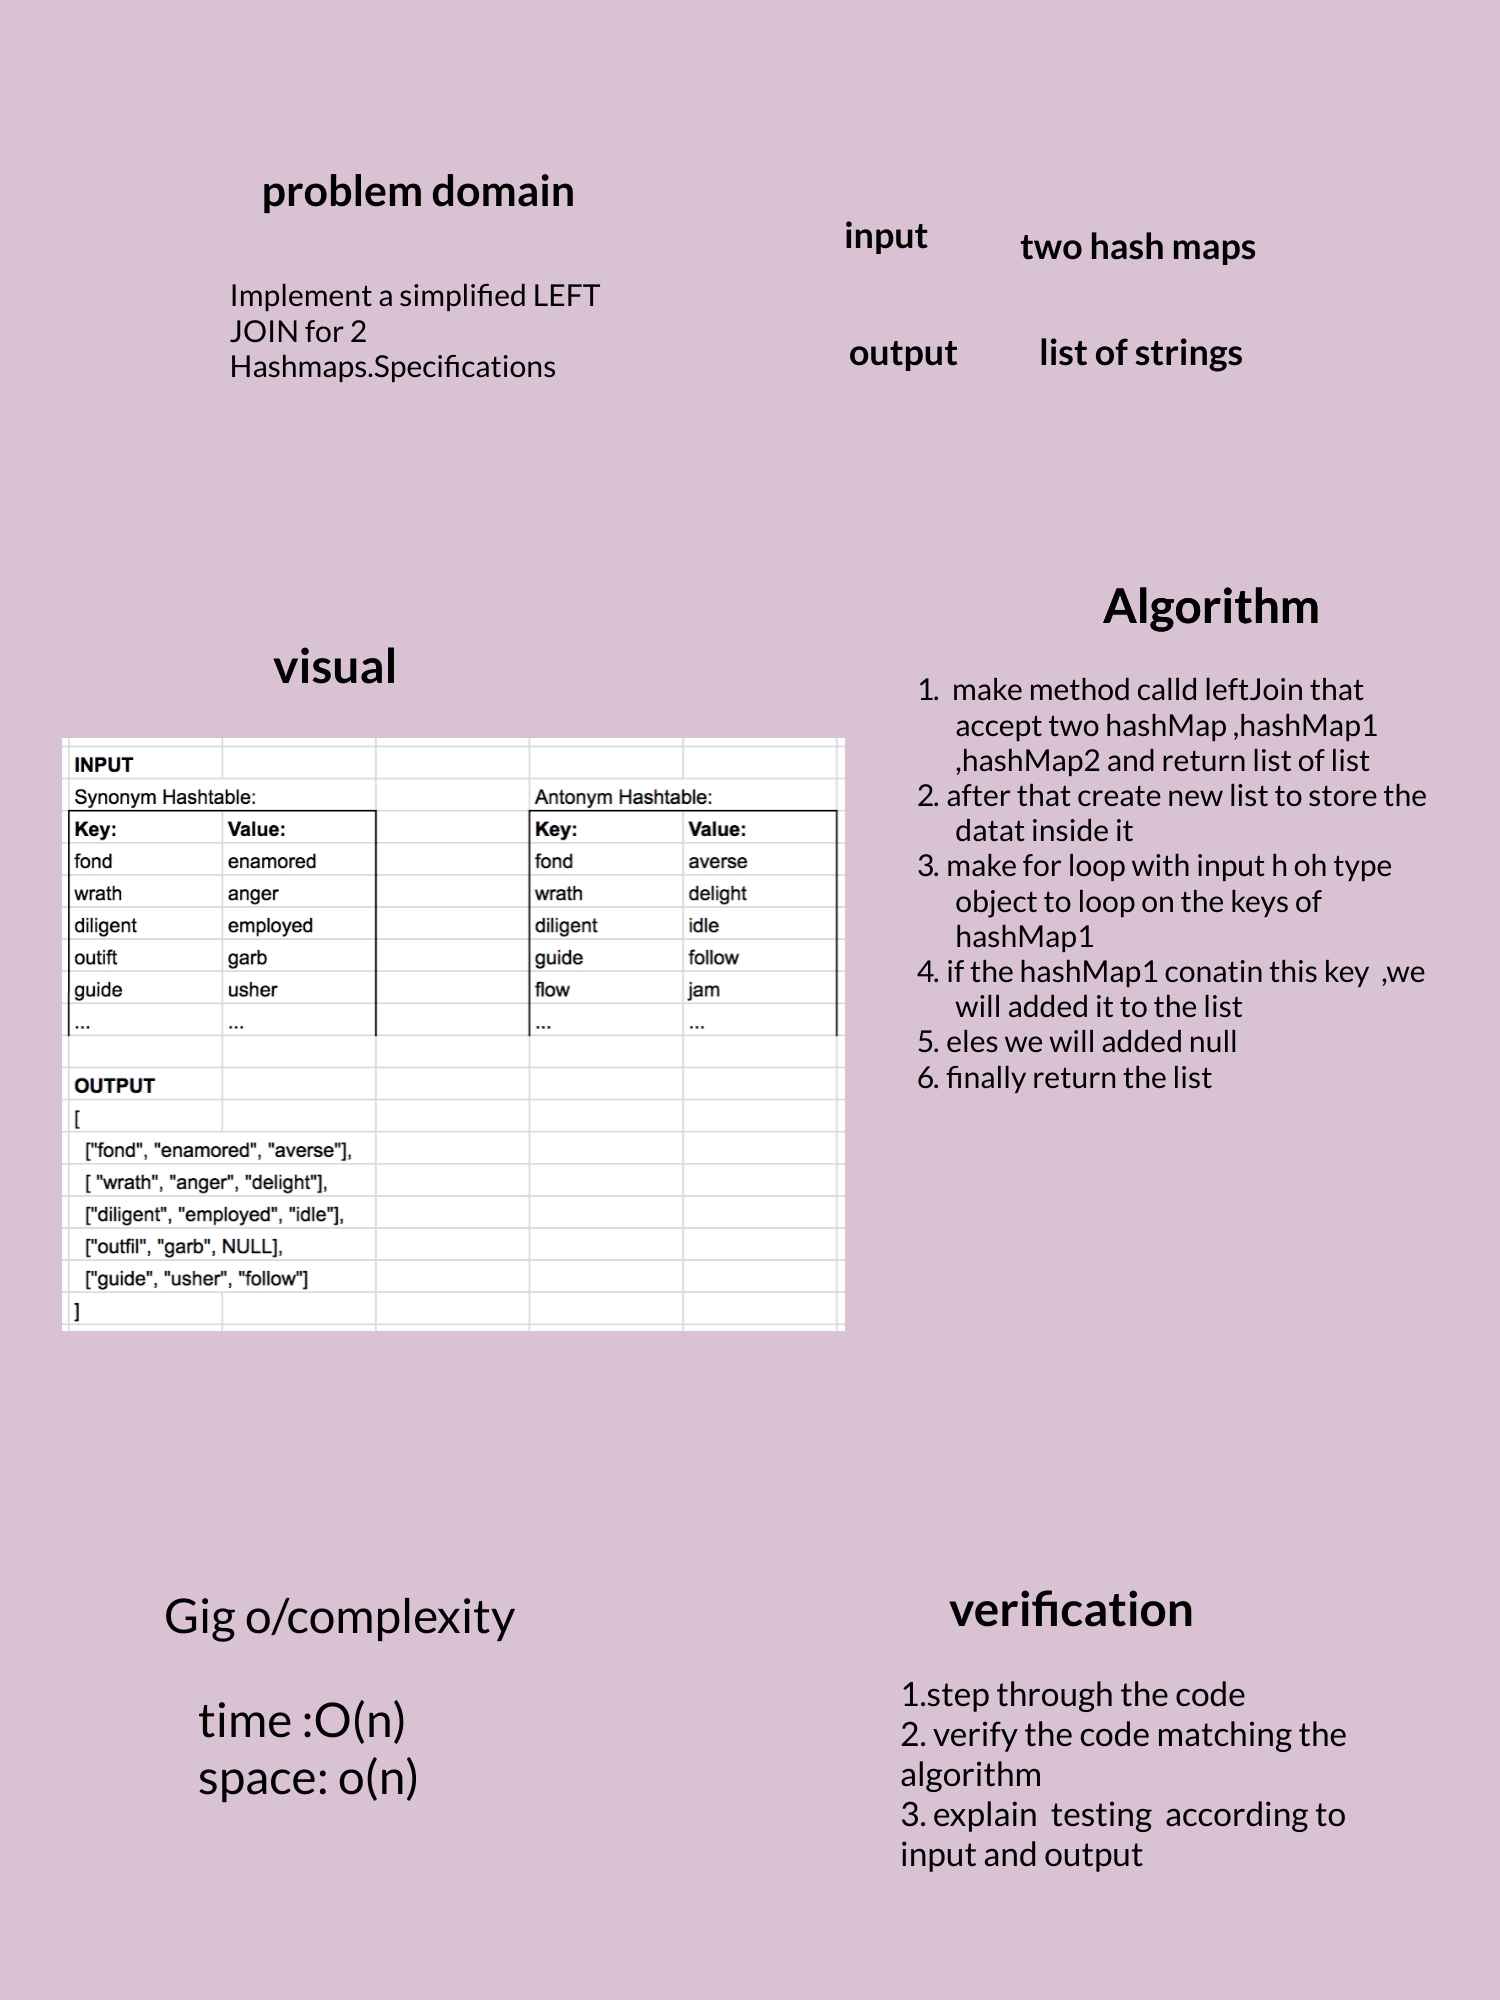 problem domain
Implement a simplified LEFT
JOIN for 2
Hashmaps.Specifications
input
two hash maps
output
list of strings
visual
INPUT
Synonym Hashtable: Antonym Hashtable:
Key: Value: Key: Value:
fond enamored fond averse
wrath anger wrath delight
diligent employed diligent idle
outift garb guide follow
guide usher flow jam
... ... ... ...
OUTPUT
[
["fond", "enamored", "averse"],
[ "wrath", "anger", "delight"],
["diligent", "employed", "idle"],
["outfil", "garb", NULL],
["guide", "usher", "follow"]
]
Algorithm
1. make method calld leftJoin that
accept two hashMap ,hashMap1
,hashMap2 and return list of list
2. after that create new list to store the
datat inside it
3. make for loop with input h oh type
object to loop on the keys of
hashMap1
4. if the hashMap1 conatin this key ,we
will added it to the list
5. eles we will added null
6. finally return the list
Gig o/complexity
time :O(n)
space: o(n)
verification
1.step through the code
2. verify the code matching the
algorithm
3. explain testing according to
input and output